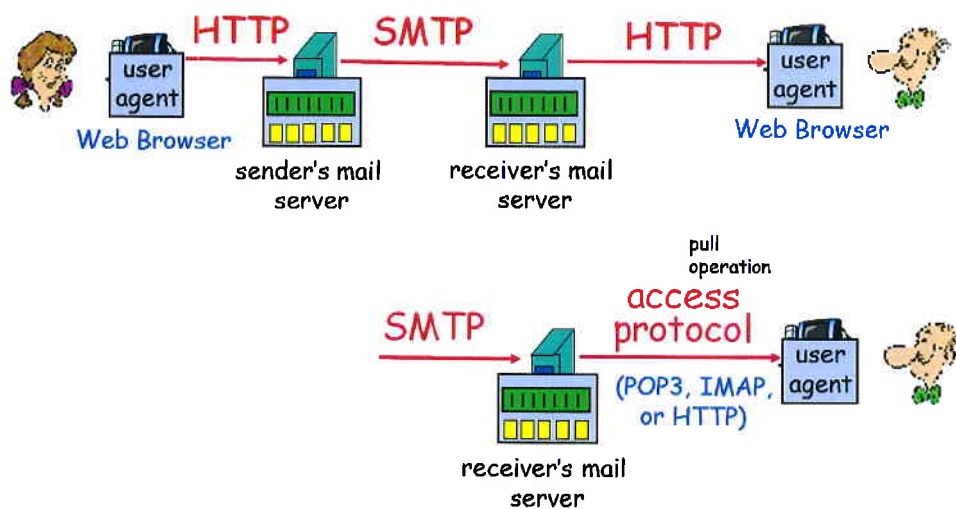 HTTP
SMTP
HTTP
user
agent
user
agent
Web Browser
Web Browser
sender's mail
server
receiver's mail
server
pull
operation
access
protocol
SMTP
user
agent
(POP3, IMAP,
or HTTP)
receiver's mail
server